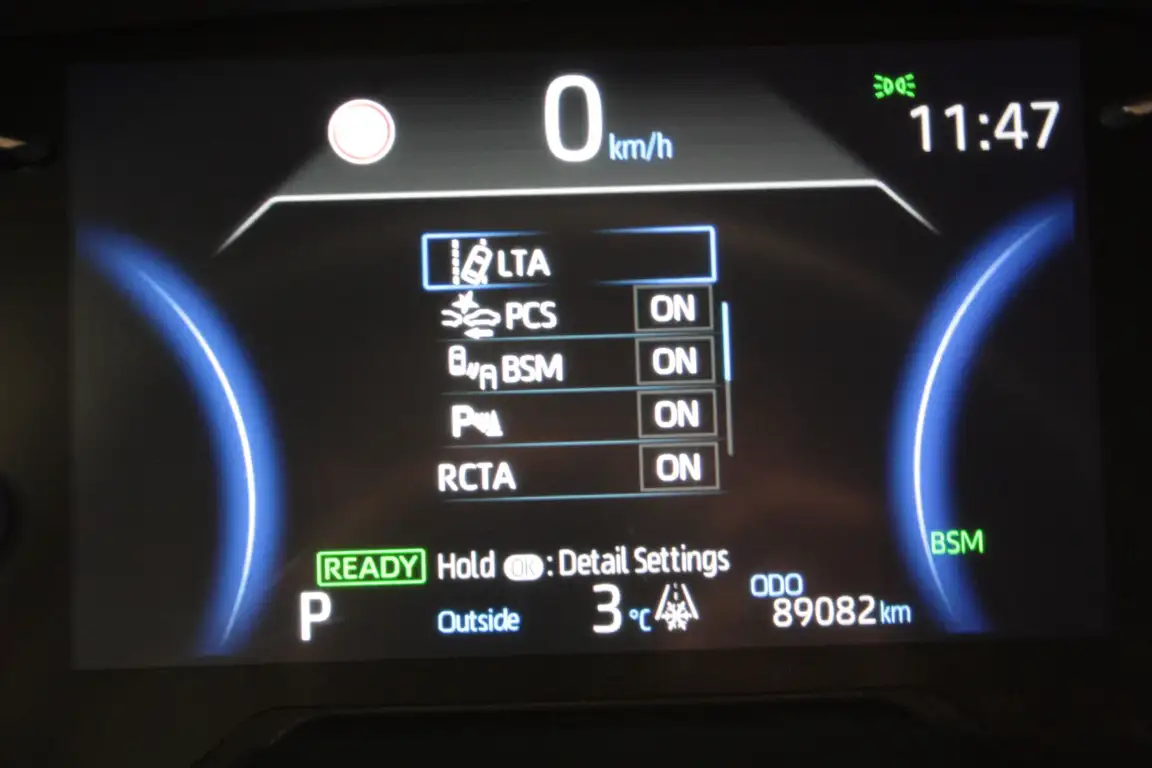 0 km/h
11:47
LTA
PCS ON
BSM ON
P ON
RCTA ON
BSM
READY Hold OK : Detail Settings
P Outside 3 °C ODO 89082 km